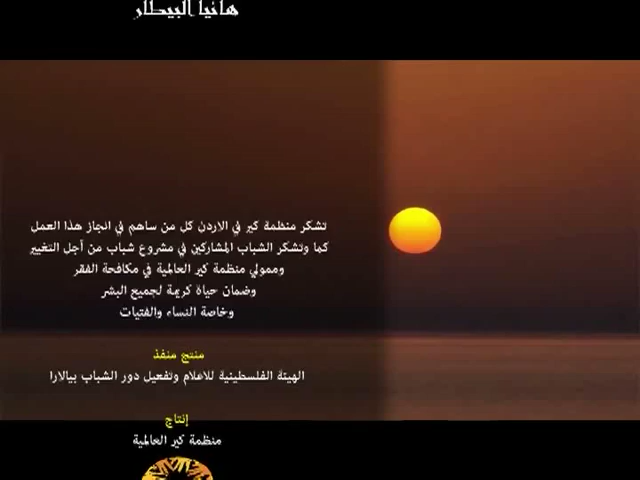 هانيا البيطار
تشكر منظمة كير في الاردن كل من ساهم في انجاز هذا العمل
كما وتشكر الشباب المشاركين في مشروع شباب من أجل التغيير
وممولي منظمة كير العالمية في مكافحة الفقر
وضمان حياة كريمة لجميع البشر
وخاصة النساء والفتيات
منتج منفذ
الهيئة الفلسطينية للاعلام وتفعيل دور الشباب بيالارا
إنتاج
منظمة كير العالمية